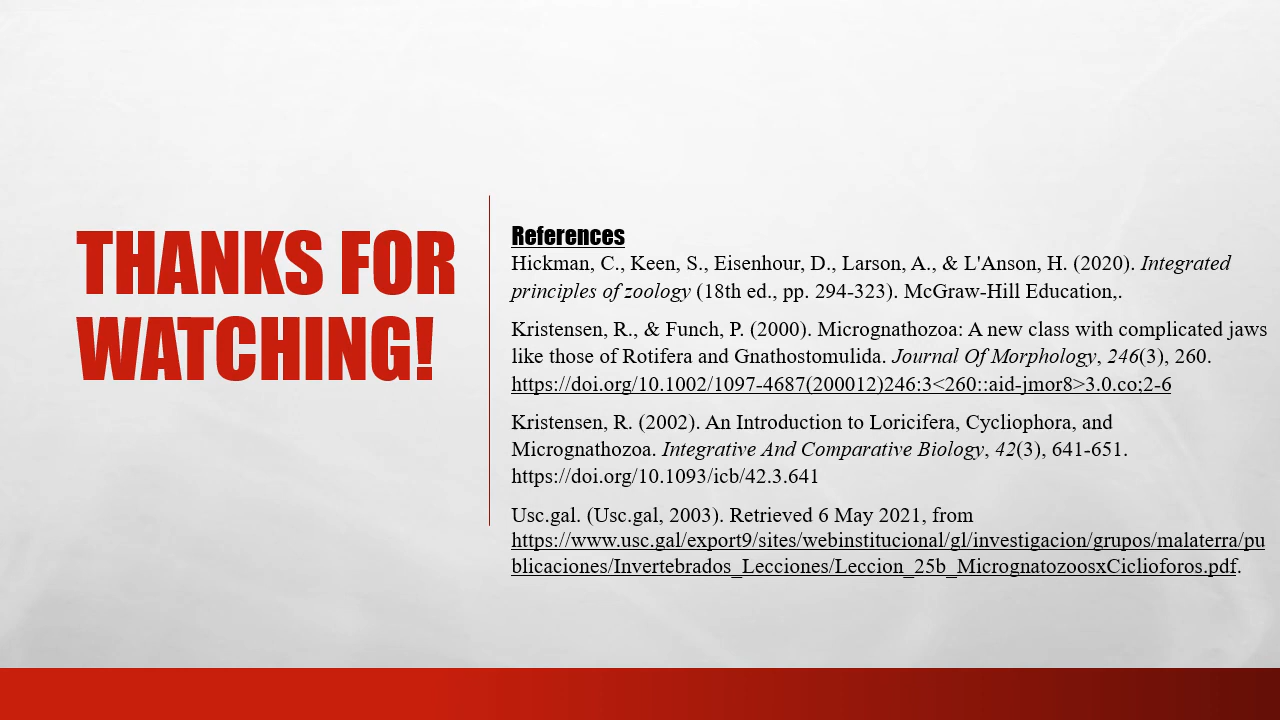 THANKS FOR
WATCHING!
References
Hickman, C., Keen, S., Eisenhour, D., Larson, A., & L'Anson, H. (2020). Integrated
principles of zoology (18th ed., pp. 294-323). McGraw-Hill Education,.
Kristensen, R., & Funch, P. (2000). Micrognathozoa: A new class with complicated jaws
like those of Rotifera and Gnathostomulida. Journal Of Morphology, 246(3), 260.
https://doi.org/10.1002/1097-4687(200012)246:3<260::aid-jmor8>3.0.co;2-6
Kristensen, R. (2002). An Introduction to Loricifera, Cycliophora, and
Micrognathozoa. Integrative And Comparative Biology, 42(3), 641-651.
https://doi.org/10.1093/icb/42.3.641
Usc.gal. (Usc.gal, 2003). Retrieved 6 May 2021, from
https://www.usc.gal/export9/sites/webinstitucional/gl/investigacion/grupos/malaterra/pu
blicaciones/Invertebrados_Lecciones/Leccion_25b_MicrognatozoosxCiclioforos.pdf.